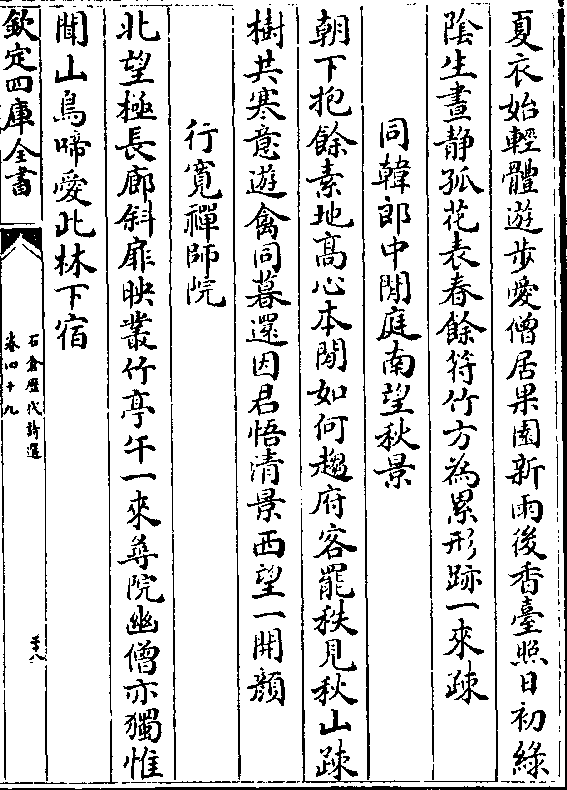 夏衣始輕體遊步愛僧居果園新雨後香臺照日初綠
陰生晝静孤花表春餘符竹方為累形跡一來疎
同韓郎中閒庭南望秋景
朝下抱餘素地髙心本閒如何趨府客罷秩見秋山疎
樹共寒意遊禽同暮還因君悟清景西望一開顔
行寛禪師院
北望極長廊斜扉映叢竹亭午一來尋院幽僧亦獨惟
聞山鳥啼愛此林下宿
欽定四庫全書
石倉歷代詩選
卷四十九